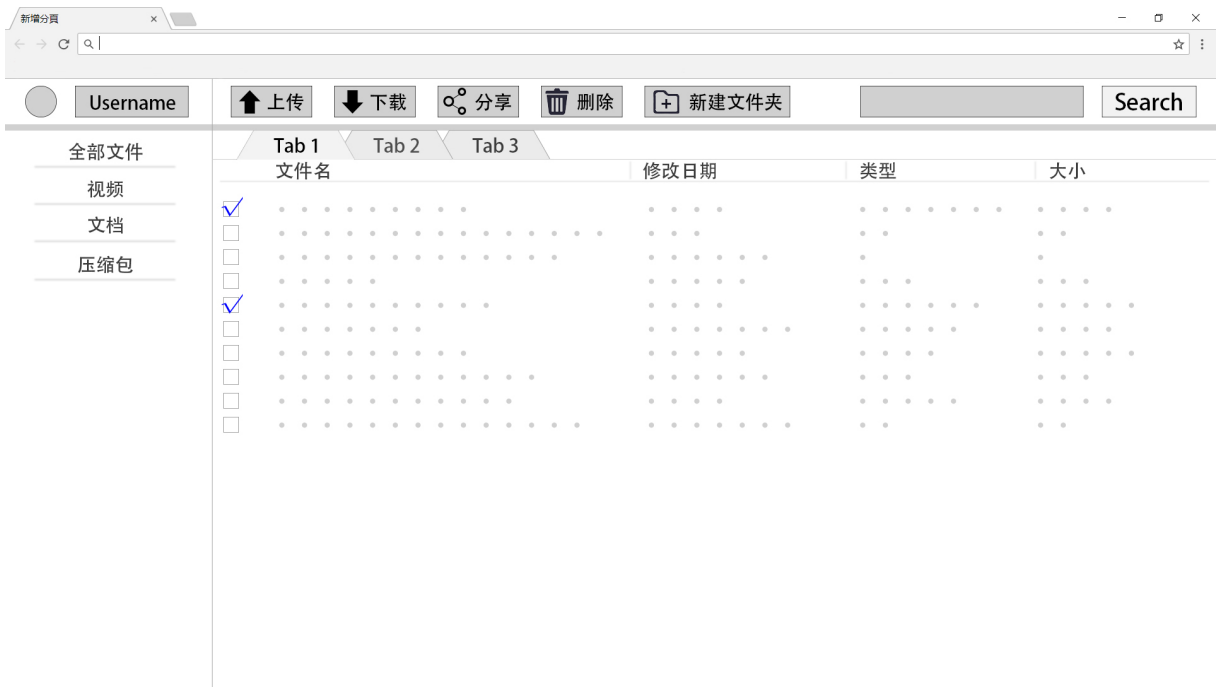 新增分頁
Username 上传 下载 分享 删除 新建文件夹 Search
全部文件
视频
文档
压缩包
Tab 1 Tab 2 Tab 3
文件名 修改日期 类型 大小